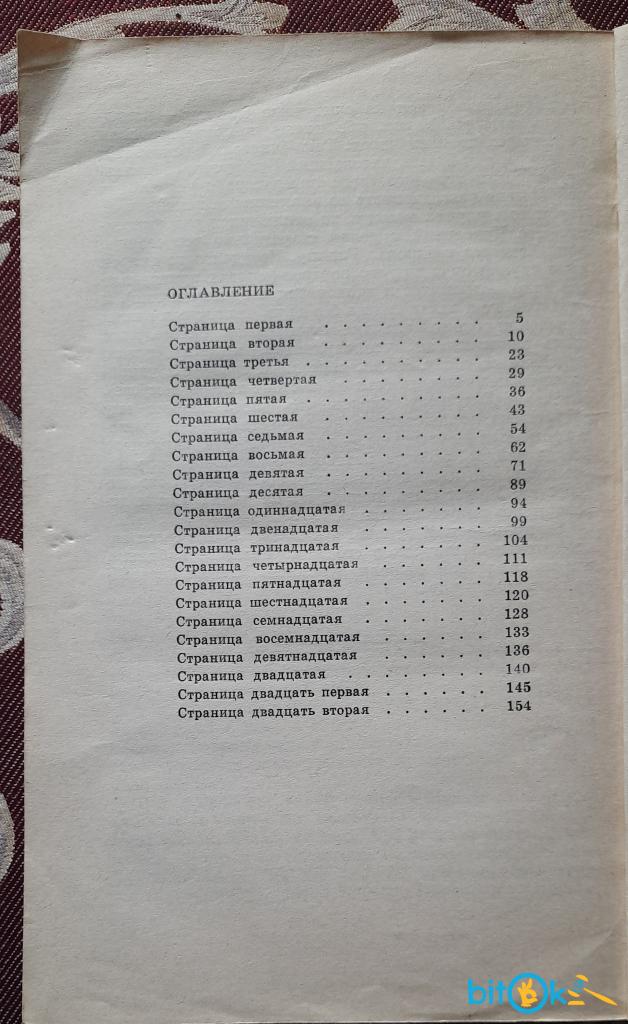 ОГЛАВЛЕНИЕ
Страница первая . . . . . . . . . 5
Страница вторая . . . . . . . . . 10
Страница третья . . . . . . . . . . 23
Страница четвертая . . . . . . . . 29
Страница пятая . . . . . . . . . . 36
Страница шестая . . . . . . . . . 43
Страница седьмая . . . . . . . . . 54
Страница восьмая . . . . . . . . . 62
Страница девятая . . . . . . . . . 71
Страница десятая . . . . . . . . . 89
Страница одиннадцатая . . . . . . . 94
Страница двенадцатая . . . . . . . 99
Страница тринадцатая . . . . . . . 104
Страница четырнадцатая . . . . . . 111
Страница пятнадцатая . . . . . . . 118
Страница шестнадцатая . . . . . . . 120
Страница семнадцатая . . . . . . . 128
Страница восемнадцатая . . . . . . 133
Страница девятнадцатая . . . . . . 136
Страница двадцатая . . . . . . . . 140
Страница двадцать первая . . . . . . 145
Страница двадцать вторая . . . . . . 154
bitOk